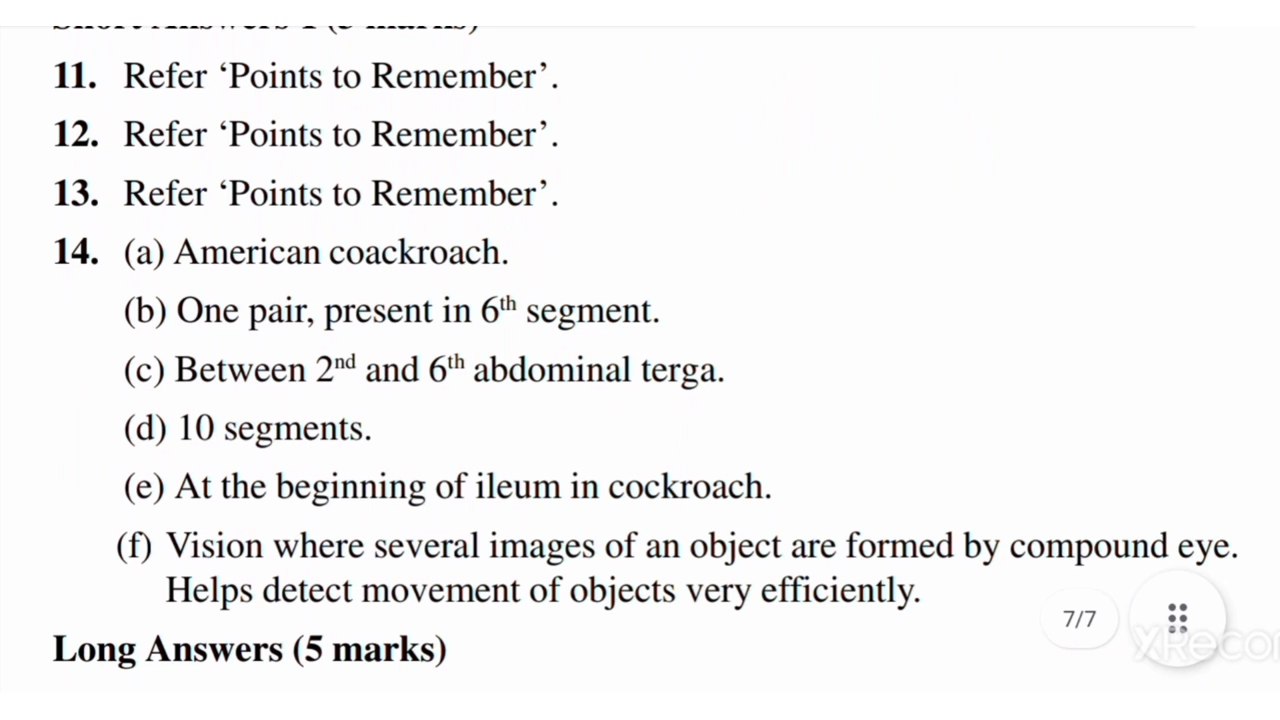 11. Refer ‘Points to Remember’.
12. Refer ‘Points to Remember’.
13. Refer ‘Points to Remember’.
14. (a) American coackroach.
(b) One pair, present in 6th segment.
(c) Between 2nd and 6th abdominal terga.
(d) 10 segments.
(e) At the beginning of ileum in cockroach.
(f) Vision where several images of an object are formed by compound eye.
Helps detect movement of objects very efficiently.
7/7
Long Answers (5 marks)